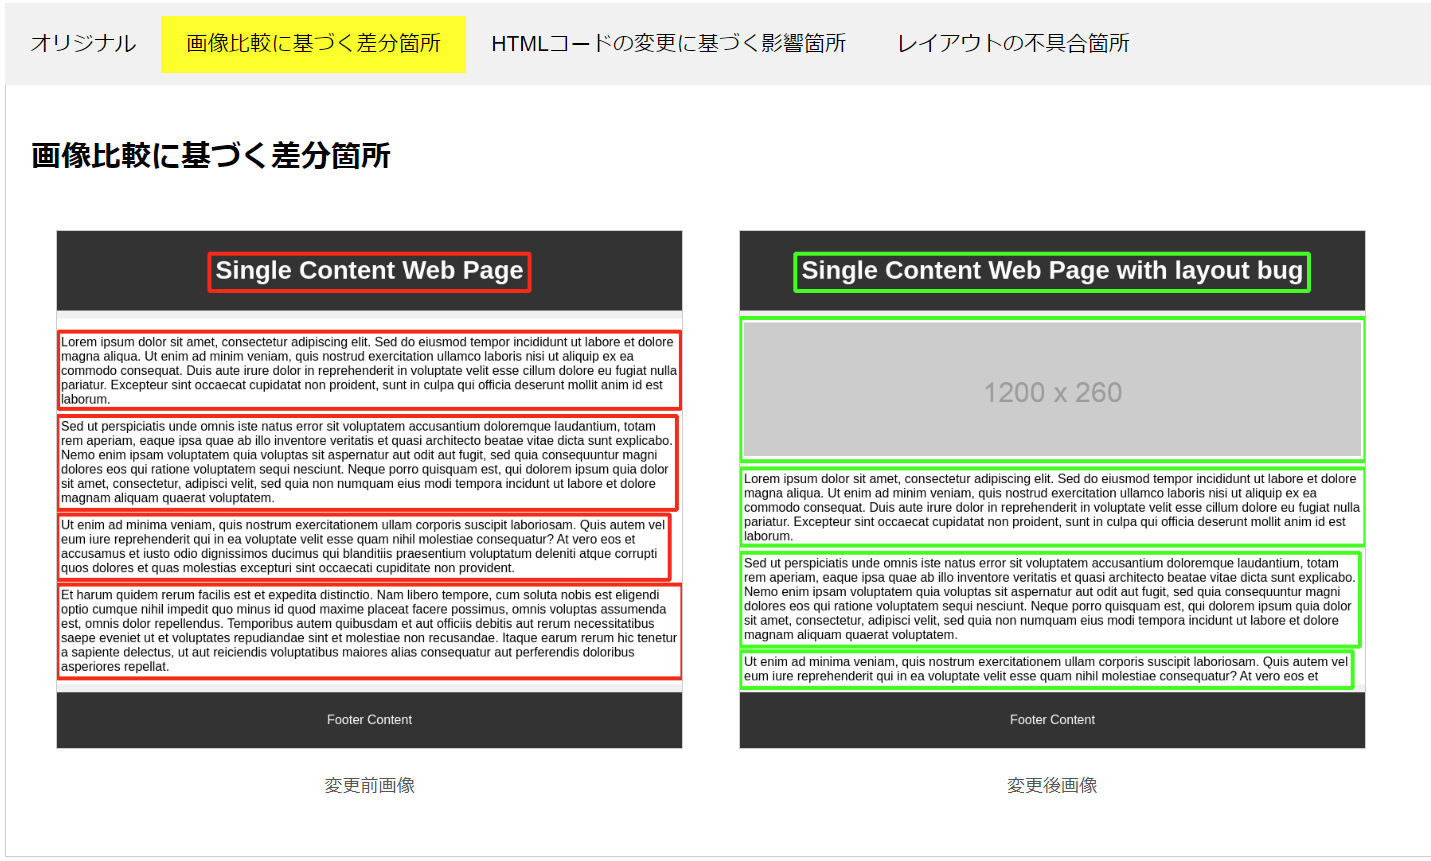 オリジナル
画像比較に基づく差分箇所
HTMLコードの変更に基づく影響箇所
レイアウトの不具合箇所
画像比較に基づく差分箇所
Single Content Web Page
Lorem ipsum dolor sit amet, consectetur adipiscing elit. Sed do eiusmod tempor incididunt ut labore et dolore
magna aliqua. Ut enim ad minim veniam, quis nostrud exercitation ullamco laboris nisi ut aliquip ex ea
commodo consequat. Duis aute irure dolor in reprehenderit in voluptate velit esse cillum dolore eu fugiat nulla
pariatur. Excepteur sint occaecat cupidatat non proident, sunt in culpa qui officia deserunt mollit anim id est
laborum.
Sed ut perspiciatis unde omnis iste natus error sit voluptatem accusantium doloremque laudantium, totam
rem aperiam, eaque ipsa quae ab illo inventore veritatis et quasi architecto beatae vitae dicta sunt explicabo.
Nemo enim ipsam voluptatem quia voluptas sit aspernatur aut odit aut fugit, sed quia consequuntur magni
dolores eos qui ratione voluptatem sequi nesciunt. Neque porro quisquam est, qui dolorem ipsum quia dolor
sit amet, consectetur, adipisci velit, sed quia non numquam eius modi tempora incidunt ut labore et dolore
magnam aliquam quaerat voluptatem.
Ut enim ad minima veniam, quis nostrum exercitationem ullam corporis suscipit laboriosam. Quis autem vel
eum iure reprehenderit qui in ea voluptate velit esse quam nihil molestiae consequatur? At vero eos et
accusamus et iusto odio dignissimos ducimus qui blanditiis praesentium voluptatum deleniti atque corrupti
quos dolores et quas molestias excepturi sint occaecati cupiditate non provident.
Et harum quidem rerum facilis est et expedita distinctio. Nam libero tempore, cum soluta nobis est eligendi
optio cumque nihil impedit quo minus id quod maxime placeat facere possimus, omnis voluptas assumenda
est, omnis dolor repellendus. Temporibus autem quibusdam et aut officiis debitis aut rerum necessitatibus
saepe eveniet ut et voluptates repudiandae sint et molestiae non recusandae. Itaque earum rerum hic tenetur
a sapiente delectus, ut aut reiciendis voluptatibus maiores alias consequatur aut perferendis doloribus
asperiores repellat.
Footer Content
変更前画像
Single Content Web Page with layout bug
1200 x 260
Lorem ipsum dolor sit amet, consectetur adipiscing elit. Sed do eiusmod tempor incididunt ut labore et dolore
magna aliqua. Ut enim ad minim veniam, quis nostrud exercitation ullamco laboris nisi ut aliquip ex ea
commodo consequat. Duis aute irure dolor in reprehenderit in voluptate velit esse cillum dolore eu fugiat nulla
pariatur. Excepteur sint occaecat cupidatat non proident, sunt in culpa qui officia deserunt mollit anim id est
laborum.
Sed ut perspiciatis unde omnis iste natus error sit voluptatem accusantium doloremque laudantium, totam
rem aperiam, eaque ipsa quae ab illo inventore veritatis et quasi architecto beatae vitae dicta sunt explicabo.
Nemo enim ipsam voluptatem quia voluptas sit aspernatur aut odit aut fugit, sed quia consequuntur magni
dolores eos qui ratione voluptatem sequi nesciunt. Neque porro quisquam est, qui dolorem ipsum quia dolor
sit amet, consectetur, adipisci velit, sed quia non numquam eius modi tempora incidunt ut labore et dolore
magnam aliquam quaerat voluptatem.
Ut enim ad minima veniam, quis nostrum exercitationem ullam corporis suscipit laboriosam. Quis autem vel
eum iure reprehenderit qui in ea voluptate velit esse quam nihil molestiae consequatur? At vero eos et
Footer Content
変更後画像